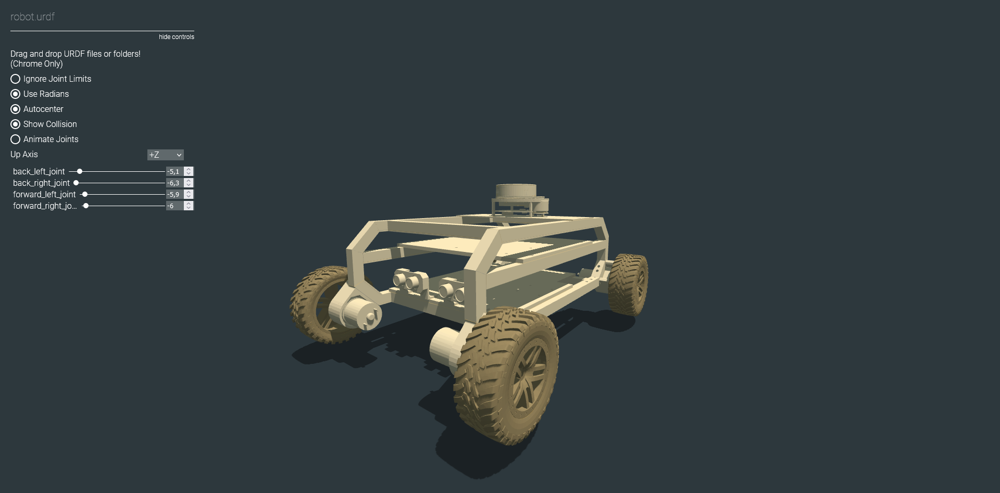 robot.urdf
hide controls
Drag and drop URDF files or folders!
(Chrome Only)
Ignore Joint Limits
Use Radians
Autocenter
Show Collision
Animate Joints
Up Axis +Z
back_left_joint -5,1
back_right_joint -6,3
forward_left_joint -5,9
forward_right_jo... -6